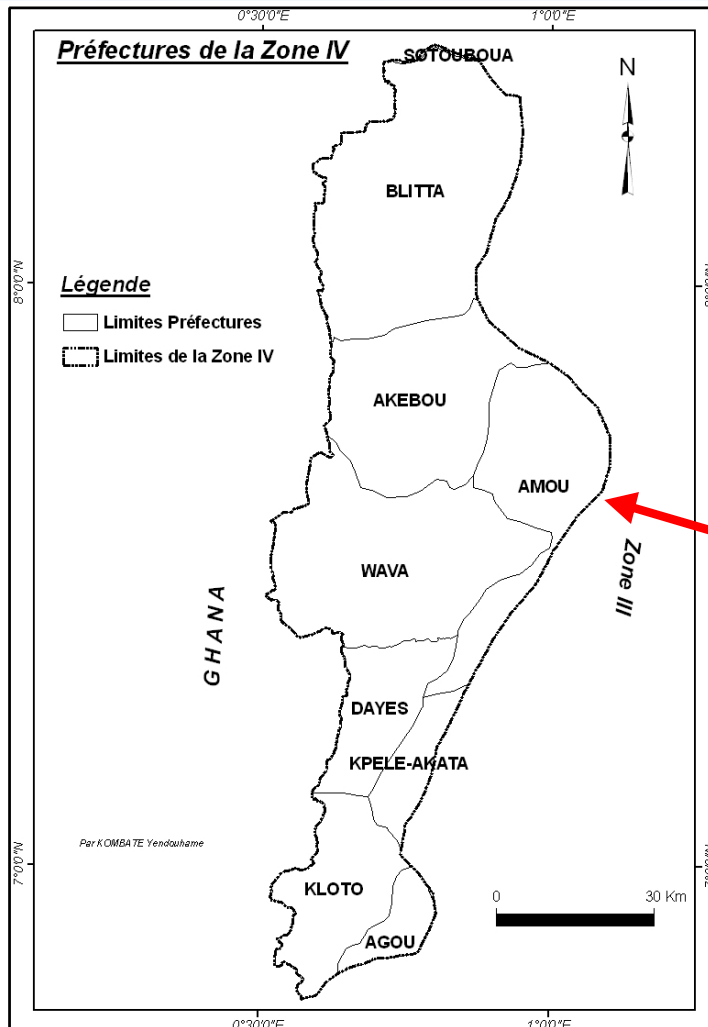 0°30'0"E
1°0'0"E
Préfectures de la Zone IV
SOTOUBOUA
N
BLITTA
8°0'0"N
Légende
Limites Préfectures
Limites de la Zone IV
AKEBOU
AMOU
Zone III
WAVA
GHANA
DAYES
KPELE-AKATA
Par KOMBATE Yendouhame
7°0'0"N
KLOTO
0
30 Km
AGOU
0°30'0"E
1°0'0"E